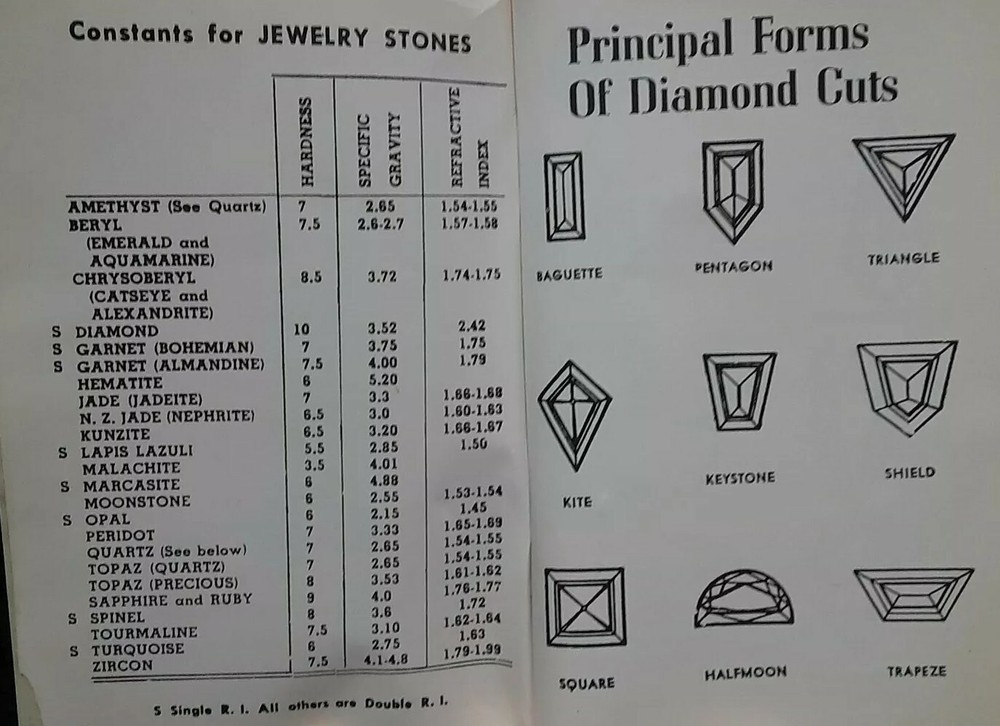 Constants for JEWELRY STONES
HARDNESS
SPECIFIC
GRAVITY
REFRACTIVE
INDEX
AMETHYST (See Quartz) 7 2.65 1.54-1.55
BERYL 7.5 2.6-2.7 1.57-1.58
(EMERALD and
AQUAMARINE)
CHRYSOBERYL 8.5 3.72 1.74-1.75
(CATSEYE and
ALEXANDRITE)
S DIAMOND 10 3.52 2.42
S GARNET (BOHEMIAN) 7 3.75 1.75
S GARNET (ALMANDINE) 7.5 4.00 1.79
HEMATITE 6 5.20
JADE (JADEITE) 7 3.3 1.66-1.68
N. Z. JADE (NEPHRITE) 6.5 3.0 1.60-1.63
KUNZITE 6.5 3.20 1.66-1.67
S LAPIS LAZULI 5.5 2.85 1.50
MALACHITE 3.5 4.01
S MARCASITE 6 4.88
MOONSTONE 6 2.55 1.53-1.54
S OPAL 6 2.15 1.45
PERIDOT 7 3.33 1.65-1.69
QUARTZ (See below) 7 2.65 1.54-1.55
TOPAZ (QUARTZ) 7 2.65 1.54-1.55
TOPAZ (PRECIOUS) 8 3.53 1.61-1.62
SAPPHIRE and RUBY 9 4.0 1.76-1.77
S SPINEL 8 3.6 1.72
TOURMALINE 7.5 3.10 1.62-1.64
S TURQUOISE 6 2.75 1.63
ZIRCON 7.5 4.1-4.8 1.79-1.99
S Single R. I. All others are Double R. I.
Principal Forms
Of Diamond Cuts
BAGUETTE
PENTAGON
TRIANGLE
KITE
KEYSTONE
SHIELD
SQUARE
HALFMOON
TRAPEZE